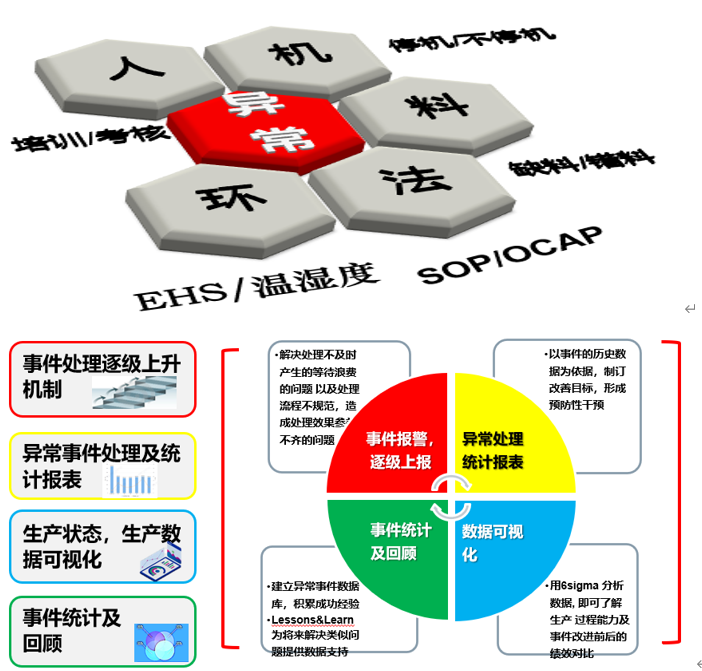 人
机
停机/不停机
异
常
料
培训/考核
缺料/错料
环
法
EHS/温湿度
SOP/OCAP
事件处理逐级上升
机制
异常事件处理及统
计报表
生产状态，生产数
据可视化
事件统计及
回顾
•解决处理不及时
产生的等待浪费
的问题 以及处理
流程不规范，造
成处理效果参
不齐的问题
•以事件的历史数
据为依据，制订
改善目标，形成
预防性干预
事件报警，
逐级上报
异常处理
统计报表
事件统计
及回顾
数据可视
化
•建立异常事件数据
库，积累成功经验
•Lessons&Learn
为将来解决类似问
题提供数据支持
•用6sigma 分析
数据, 即可了解
生产 过程能力及
事件改进前后的
绩效对比